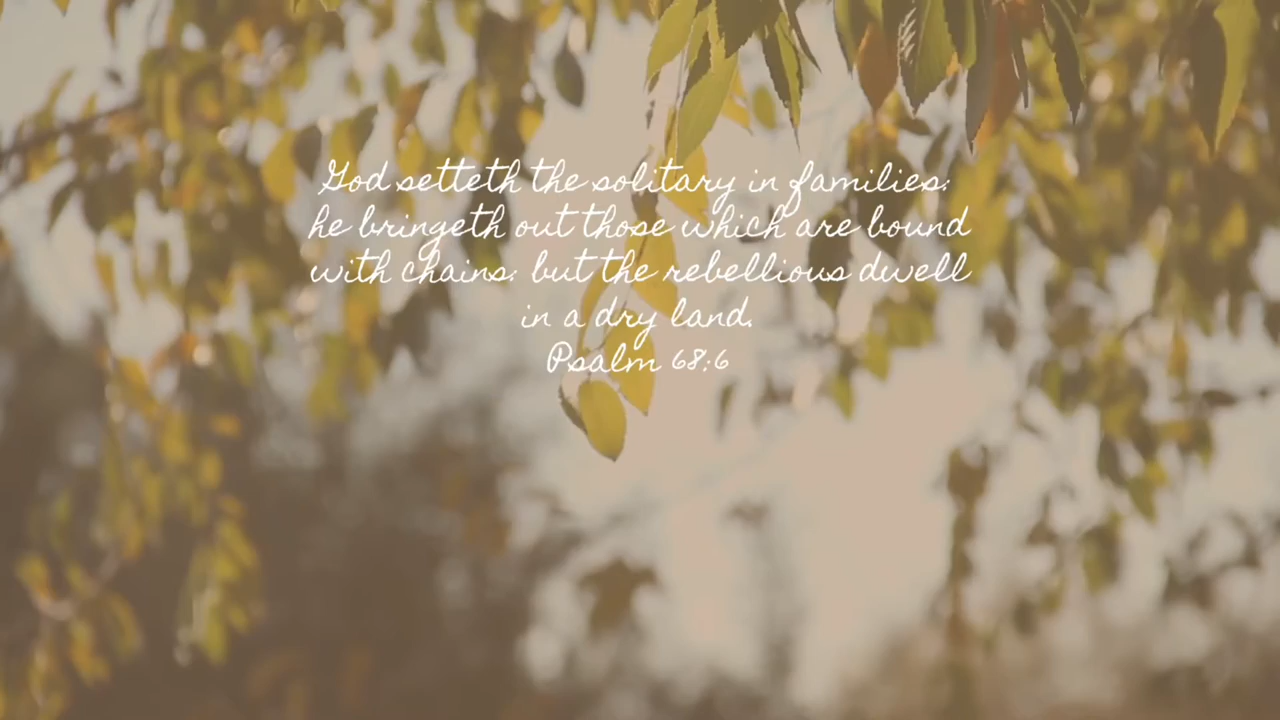 God setteth the solitary in families:
he bringeth out those which are bound
with chains: but the rebellious dwell
in a dry land.
Psalm 68:6